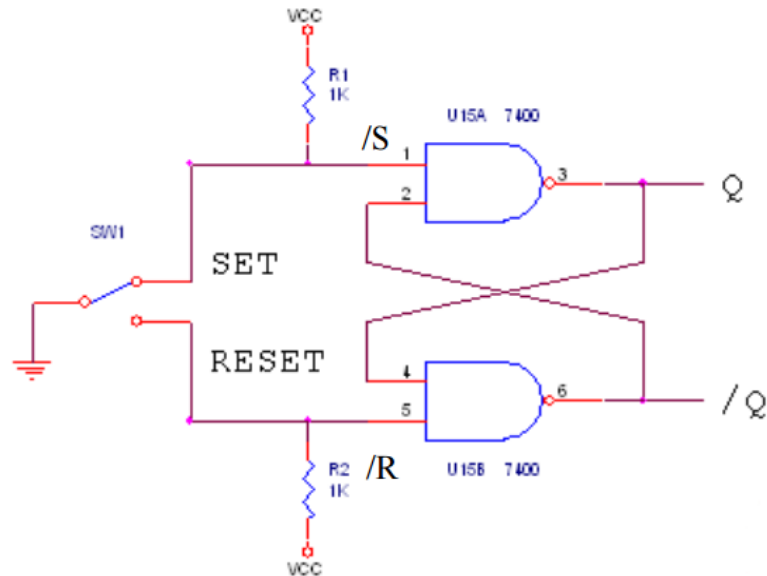 VCC
R1
1K
/S
U15A 7400
1
2
3
Q
SW1
SET
RESET
4
5
6
/Q
R2
1K
/R
U15B 7400
VCC